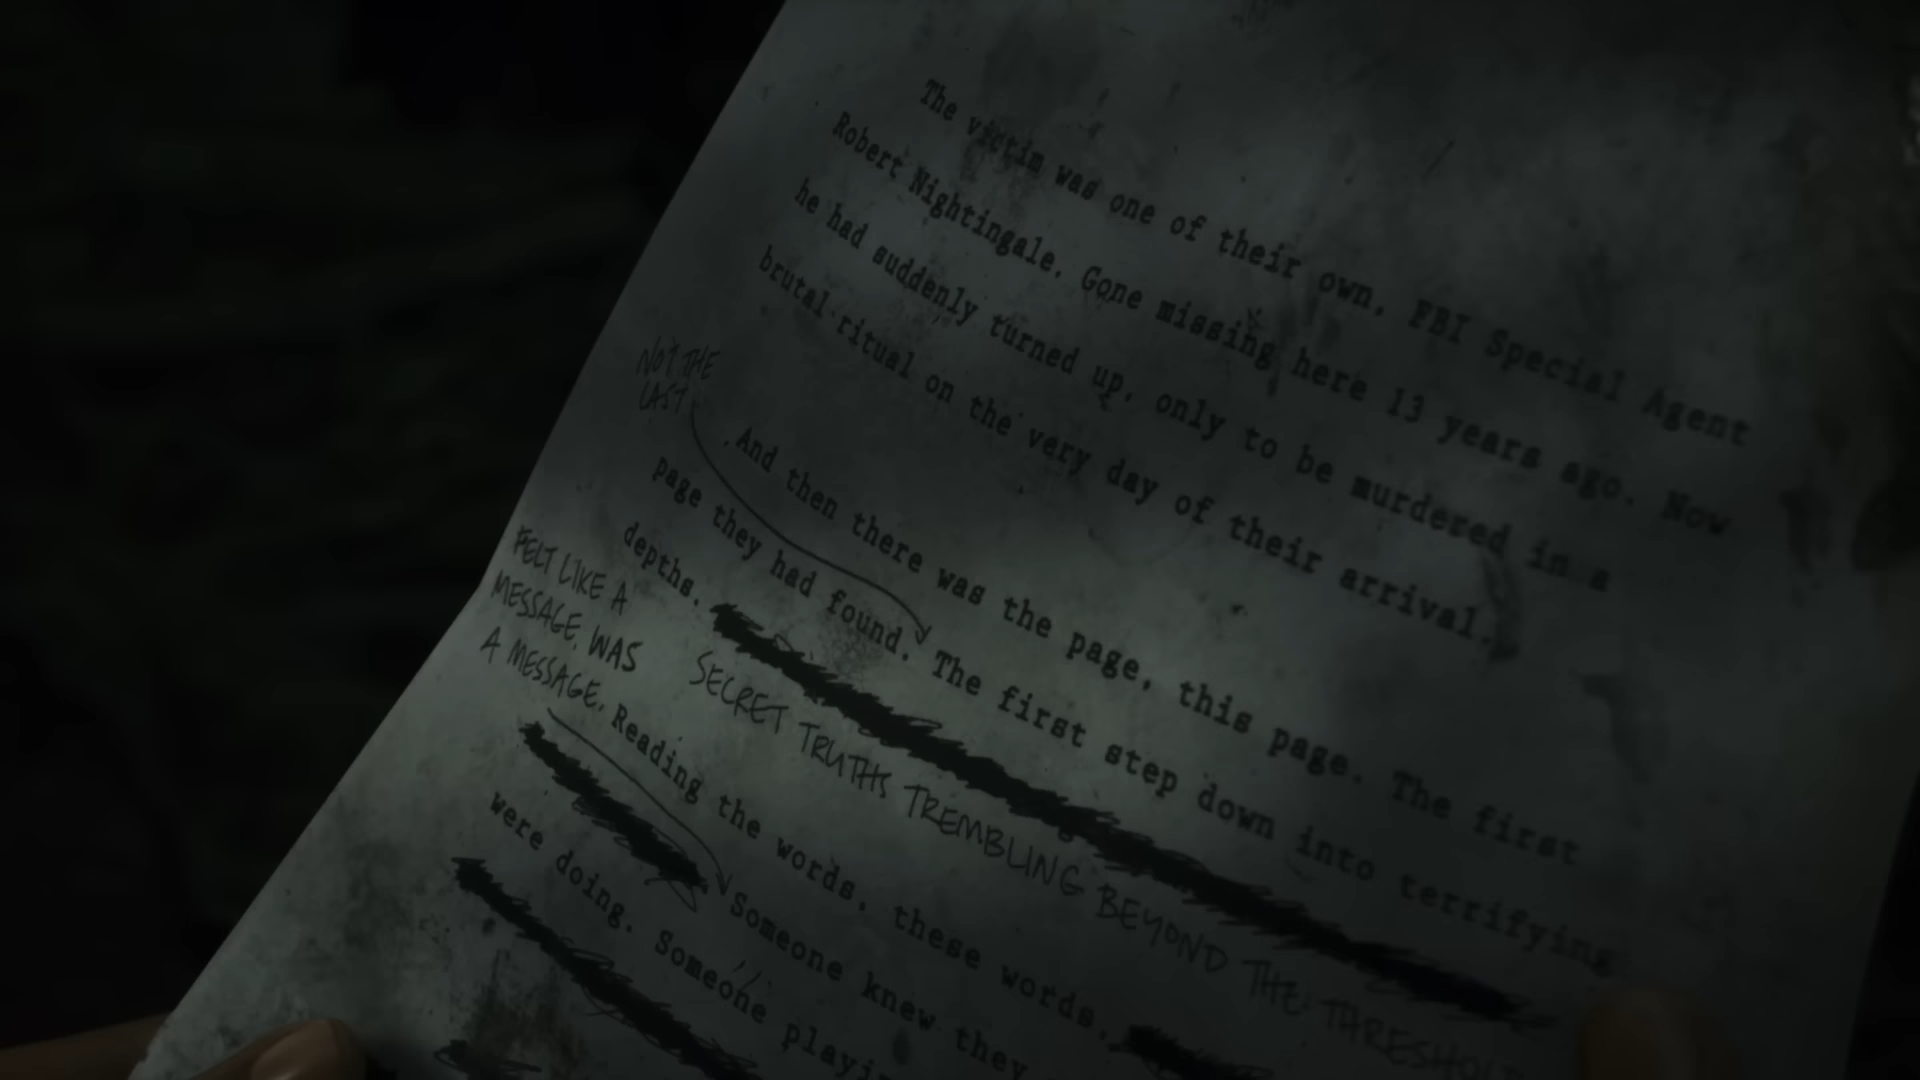 The victim was one of their own, FBI Special Agent
Robert Nightingale. Gone missing here 13 years ago. Now
he had suddenly turned up, only to be murdered in a
brutal ritual on the very day of their arrival.
NOT THE
LAST
And then there was the page, this page. The first
page they had found. The first step down into terrifying
depths.
SECRET TRUTHS TREMBLING BEYOND THE THRESHOLD
FELT LIKE A
MESSAGE. WAS
A MESSAGE.
Reading the words, these words.
Someone knew they
were doing. Someone